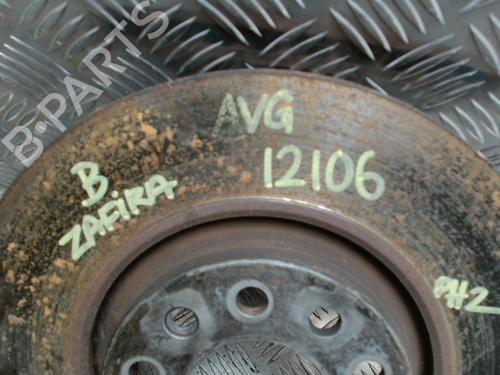 B·PARTS
AVG
12106
B
ZAFIRA
PH2